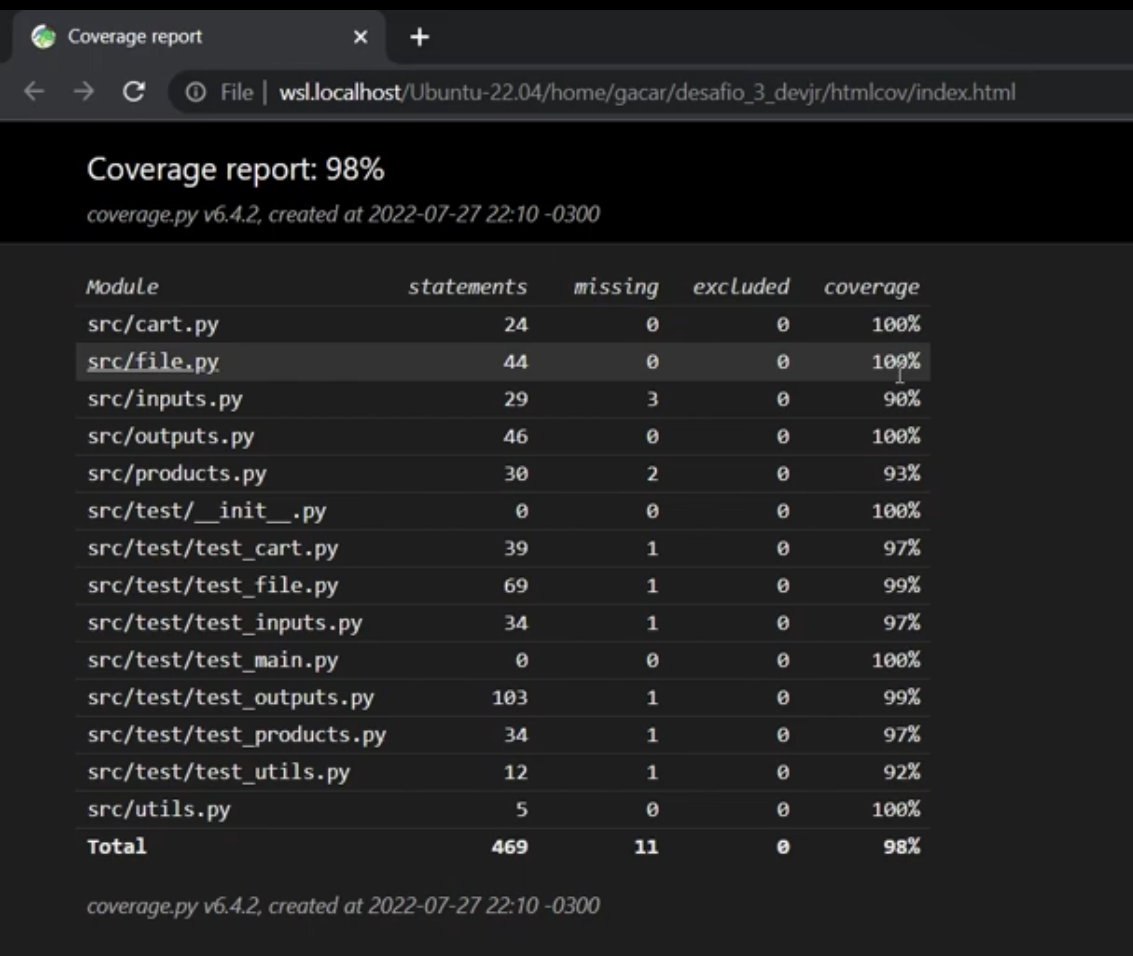 Coverage report
File | wsl.localhost/Ubuntu-22.04/home/gacar/desafio_3_devjr/htmlcov/index.html
Coverage report: 98%
coverage.py v6.4.2, created at 2022-07-27 22:10 -0300
Module statements missing excluded coverage
src/cart.py 24 0 0 100%
src/file.py 44 0 0 100%
src/inputs.py 29 3 0 90%
src/outputs.py 46 0 0 100%
src/products.py 30 2 0 93%
src/test/__init__.py 0 0 0 100%
src/test/test_cart.py 39 1 0 97%
src/test/test_file.py 69 1 0 99%
src/test/test_inputs.py 34 1 0 97%
src/test/test_main.py 0 0 0 100%
src/test/test_outputs.py 103 1 0 99%
src/test/test_products.py 34 1 0 97%
src/test/test_utils.py 12 1 0 92%
src/utils.py 5 0 0 100%
Total 469 11 0 98%
coverage.py v6.4.2, created at 2022-07-27 22:10 -0300